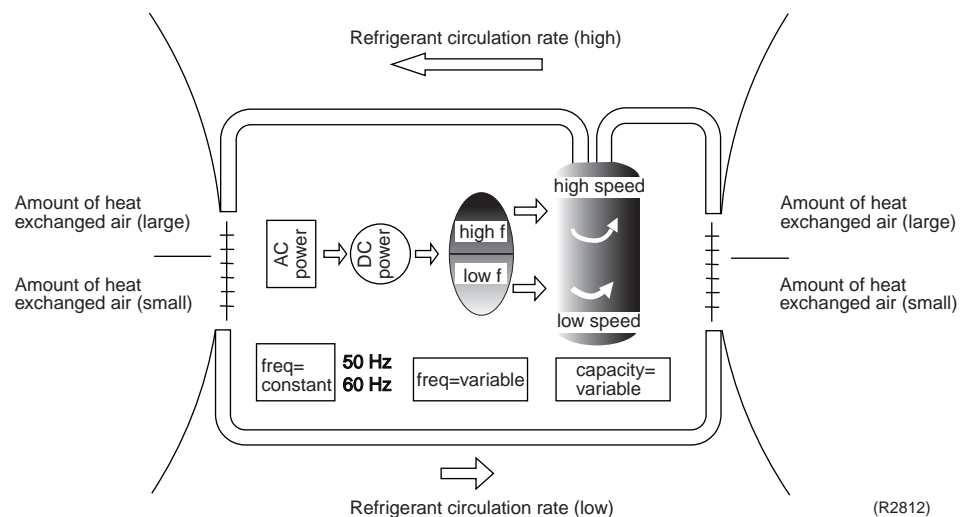 Refrigerant circulation rate (high)
high speed
Amount of heat
exchanged air (large)
Amount of heat
exchanged air (large)
AC
power
DC
power
high f
low f
Amount of heat
exchanged air (small)
Amount of heat
exchanged air (small)
low speed
freq=
constant
50 Hz
60 Hz
freq=variable
capacity=
variable
Refrigerant circulation rate (low)
(R2812)